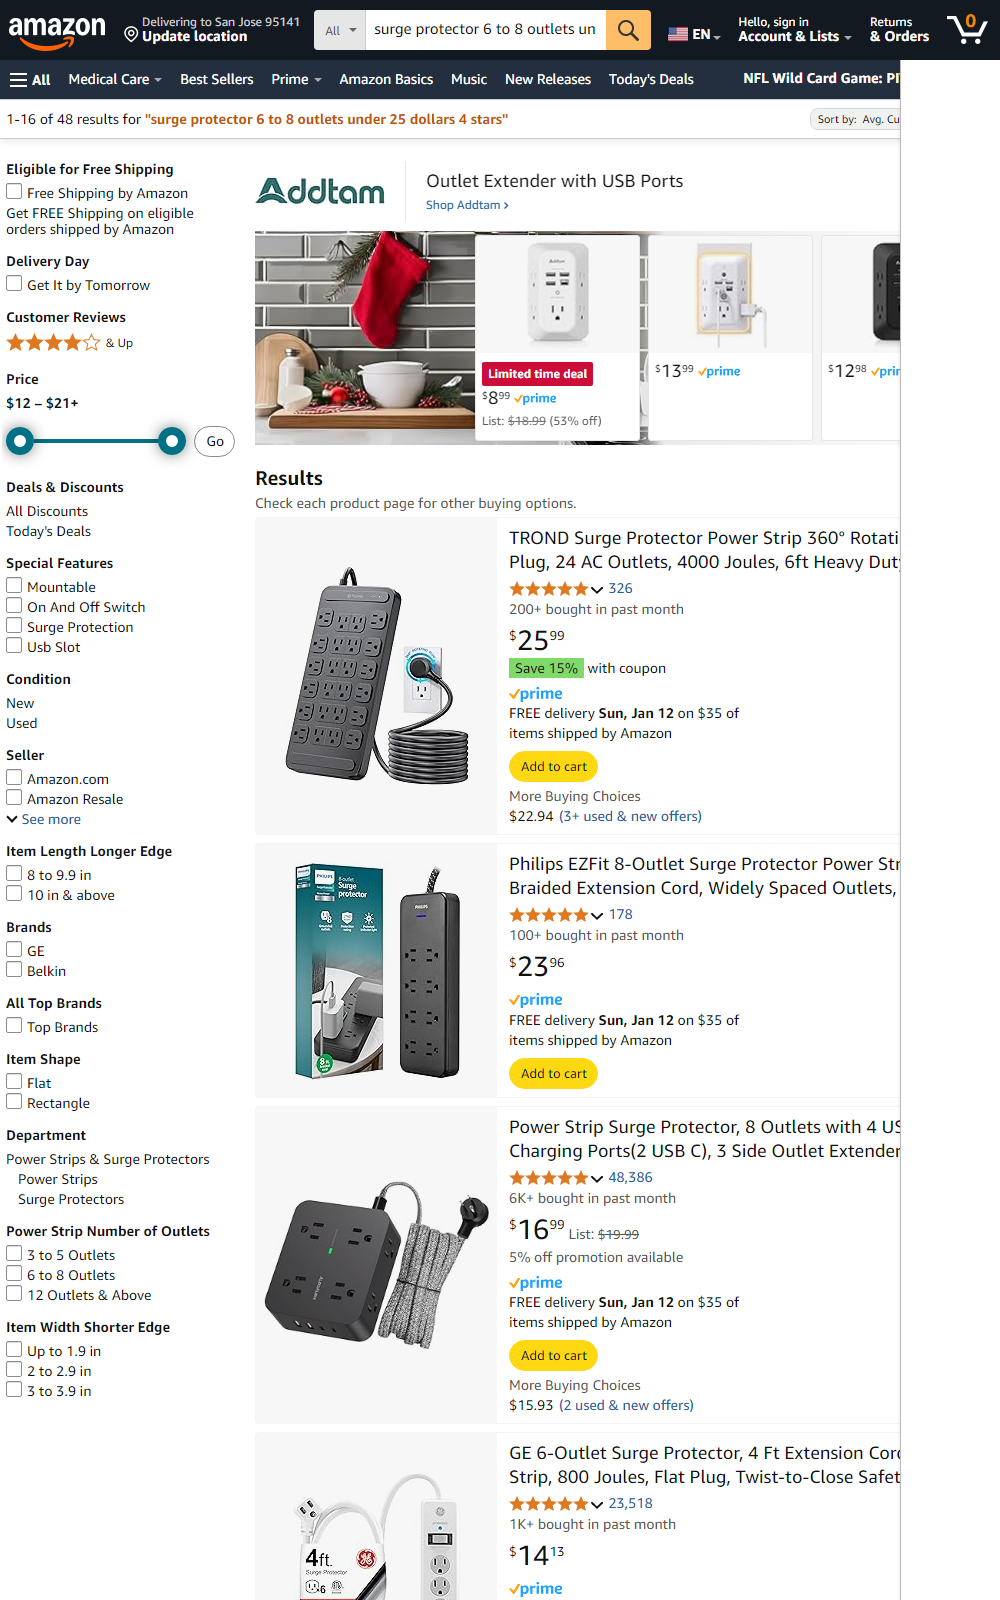 amazon
Delivering to San Jose 95141
Update location
All
surge protector 6 to 8 outlets un
EN
Hello, sign in
Account & Lists
Returns
& Orders
0
All
Medical Care
Best Sellers
Prime
Amazon Basics
Music
New Releases
Today's Deals
NFL Wild Card Game:
1-16 of 48 results for "surge protector 6 to 8 outlets under 25 dollars 4 stars"
Sort by: Avg. Cu
Eligible for Free Shipping
Free Shipping by Amazon
Get FREE Shipping on eligible
orders shipped by Amazon
Delivery Day
Get It by Tomorrow
Customer Reviews
& Up
Price
$12 – $21+
Go
Deals & Discounts
All Discounts
Today's Deals
Special Features
Mountable
On And Off Switch
Surge Protection
Usb Slot
Condition
New
Used
Seller
Amazon.com
Amazon Resale
See more
Item Length Longer Edge
8 to 9.9 in
10 in & above
Brands
GE
Belkin
All Top Brands
Top Brands
Item Shape
Flat
Rectangle
Department
Power Strips & Surge Protectors
Power Strips
Surge Protectors
Power Strip Number of Outlets
3 to 5 Outlets
6 to 8 Outlets
12 Outlets & Above
Item Width Shorter Edge
Up to 1.9 in
2 to 2.9 in
3 to 3.9 in
Addtam
Outlet Extender with USB Ports
Shop Addtam ›
Addtam
Limited time deal
$8.99 prime
List: $18.99 (53% off)
$13.99 prime
$12.98 prir
Results
Check each product page for other buying options.
TROND Surge Protector Power Strip 360° Rotati
Plug, 24 AC Outlets, 4000 Joules, 6ft Heavy Dut
326
200+ bought in past month
$25.99
Save 15% with coupon
prime
FREE delivery Sun, Jan 12 on $35 of
items shipped by Amazon
Add to cart
More Buying Choices
$22.94 (3+ used & new offers)
PHILIPS
8-outlet
Surge
protector
8 ft
PHILIPS
Philips EZFit 8-Outlet Surge Protector Power Str
Braided Extension Cord, Widely Spaced Outlets,
178
100+ bought in past month
$23.96
prime
FREE delivery Sun, Jan 12 on $35 of
items shipped by Amazon
Add to cart
Power Strip Surge Protector, 8 Outlets with 4 US
Charging Ports(2 USB C), 3 Side Outlet Extender
48,386
6K+ bought in past month
$16.99 List: $19.99
5% off promotion available
prime
FREE delivery Sun, Jan 12 on $35 of
items shipped by Amazon
Add to cart
More Buying Choices
$15.93 (2 used & new offers)
4ft.
Surge Protector
x6
GE 6-Outlet Surge Protector, 4 Ft Extension Cor
Strip, 800 Joules, Flat Plug, Twist-to-Close Safet
23,518
1K+ bought in past month
$14.13
prime